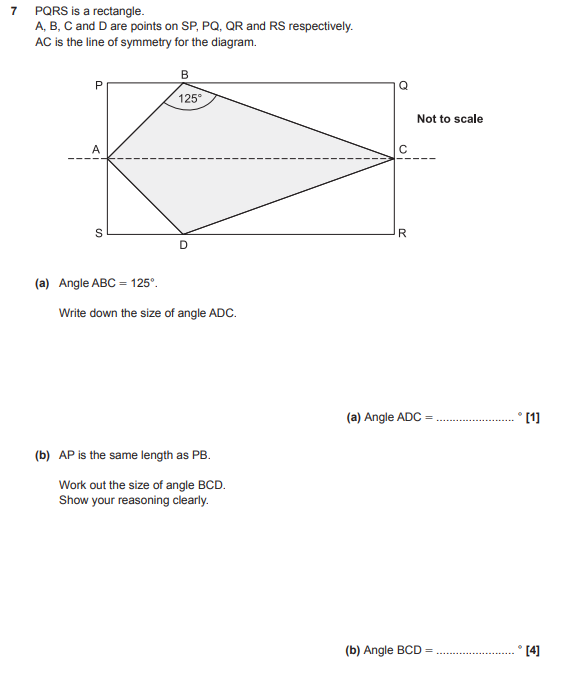 7 PQRS is a rectangle.
A, B, C and D are points on SP, PQ, QR and RS respectively.
AC is the line of symmetry for the diagram.
B
P
Q
125°
Not to scale
A
C
S
R
D
(a) Angle ABC = 125°.
Write down the size of angle ADC.
(a) Angle ADC = ........................ ° [1]
(b) AP is the same length as PB.
Work out the size of angle BCD.
Show your reasoning clearly.
(b) Angle BCD = ........................ ° [4]